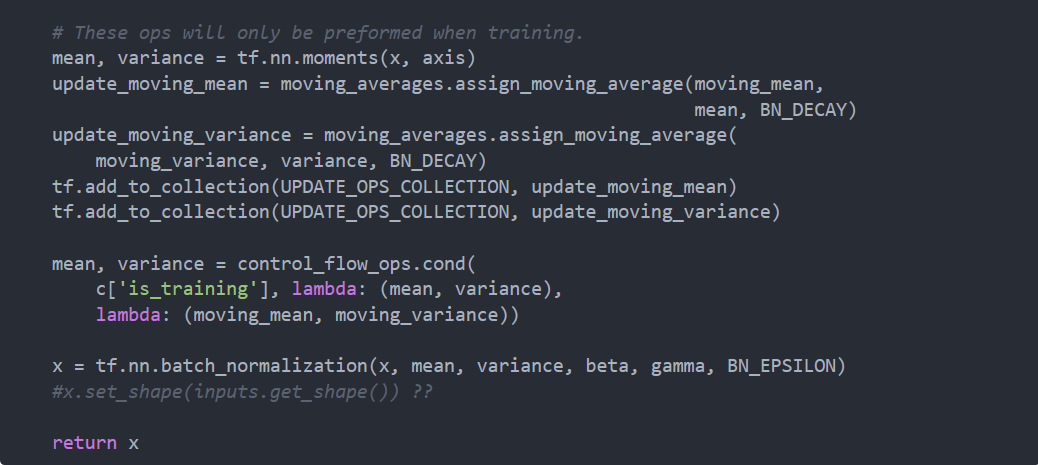 # These ops will only be preformed when training.
mean, variance = tf.nn.moments(x, axis)
update_moving_mean = moving_averages.assign_moving_average(moving_mean,
mean, BN_DECAY)
update_moving_variance = moving_averages.assign_moving_average(
moving_variance, variance, BN_DECAY)
tf.add_to_collection(UPDATE_OPS_COLLECTION, update_moving_mean)
tf.add_to_collection(UPDATE_OPS_COLLECTION, update_moving_variance)
mean, variance = control_flow_ops.cond(
c['is_training'], lambda: (mean, variance),
lambda: (moving_mean, moving_variance))
x = tf.nn.batch_normalization(x, mean, variance, beta, gamma, BN_EPSILON)
#x.set_shape(inputs.get_shape()) ??
return x